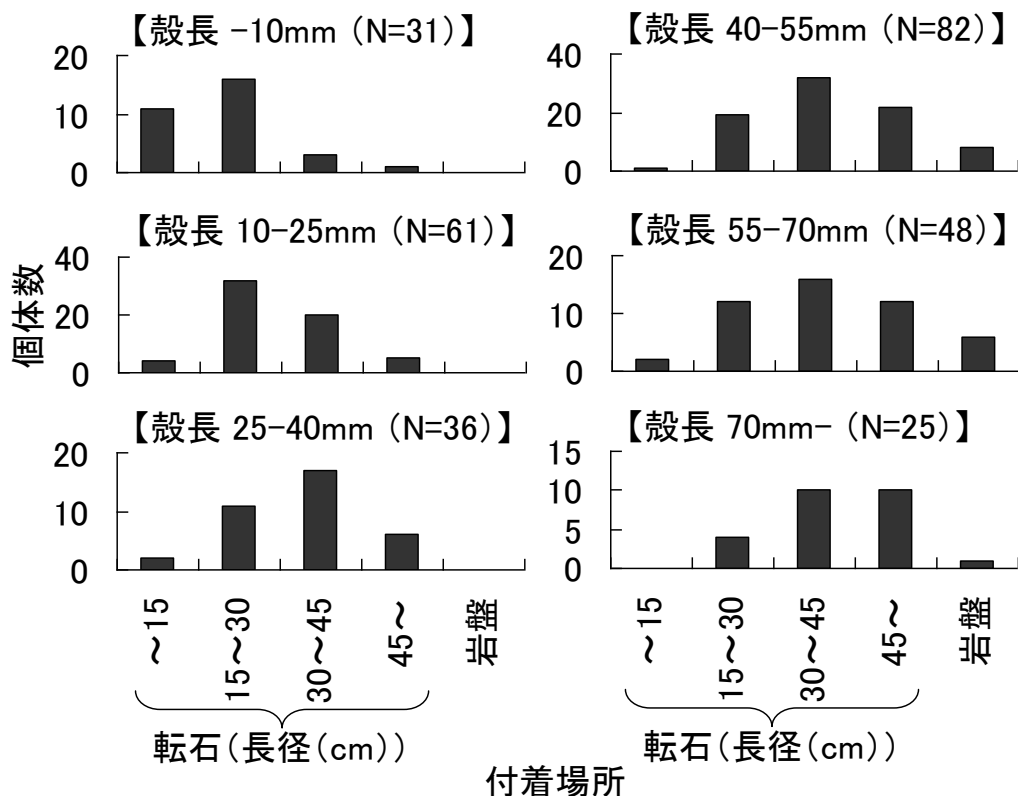 【殻長 -10mm (N=31)】
20
10
0
【殻長 10-25mm (N=61)】
40
20
0
【殻長 25-40mm (N=36)】
20
10
0
個体数
～15
15～30
30～45
45～
岩盤
転石(長径(cm))
【殻長 40-55mm (N=82)】
40
20
0
【殻長 55-70mm (N=48)】
20
10
0
【殻長 70mm- (N=25)】
15
10
5
0
～15
15～30
30～45
45～
岩盤
転石(長径(cm))
付着場所